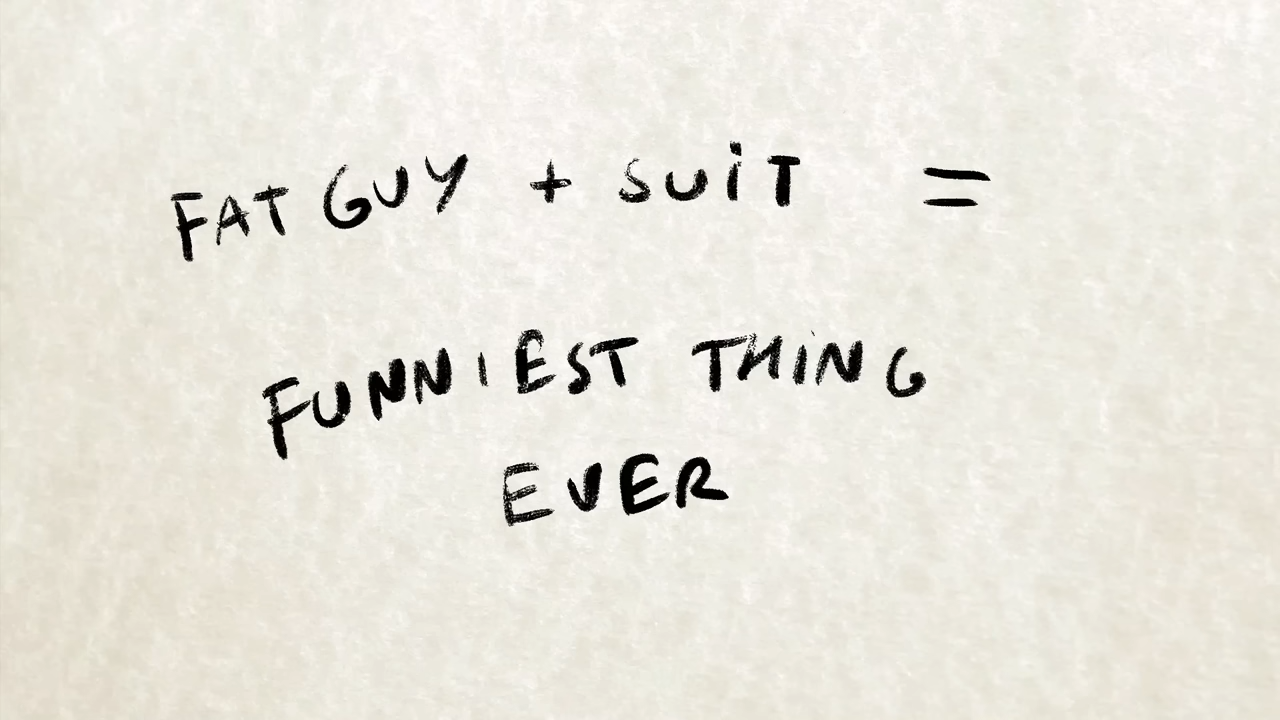 FAT GUY + SUIT =
FUNNIEST THING
EVER